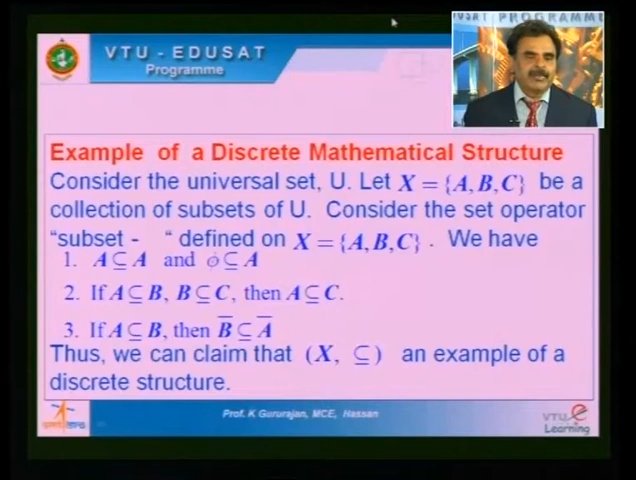 VTU - EDUSAT
Programme
EDUSAT PROGRAMME
Example of a Discrete Mathematical Structure
Consider the universal set, U. Let X = {A, B, C} be a
collection of subsets of U. Consider the set operator
"subset - " defined on X = {A, B, C}. We have
1. A ⊆ A and ϕ ⊆ A
2. If A ⊆ B, B ⊆ C, then A ⊆ C.
3. If A ⊆ B, then B̅ ⊆ A̅
Thus, we can claim that (X, ⊆) an example of a
discrete structure.
Prof. K Gururajan, MCE, Hassan
VTU e
Learning